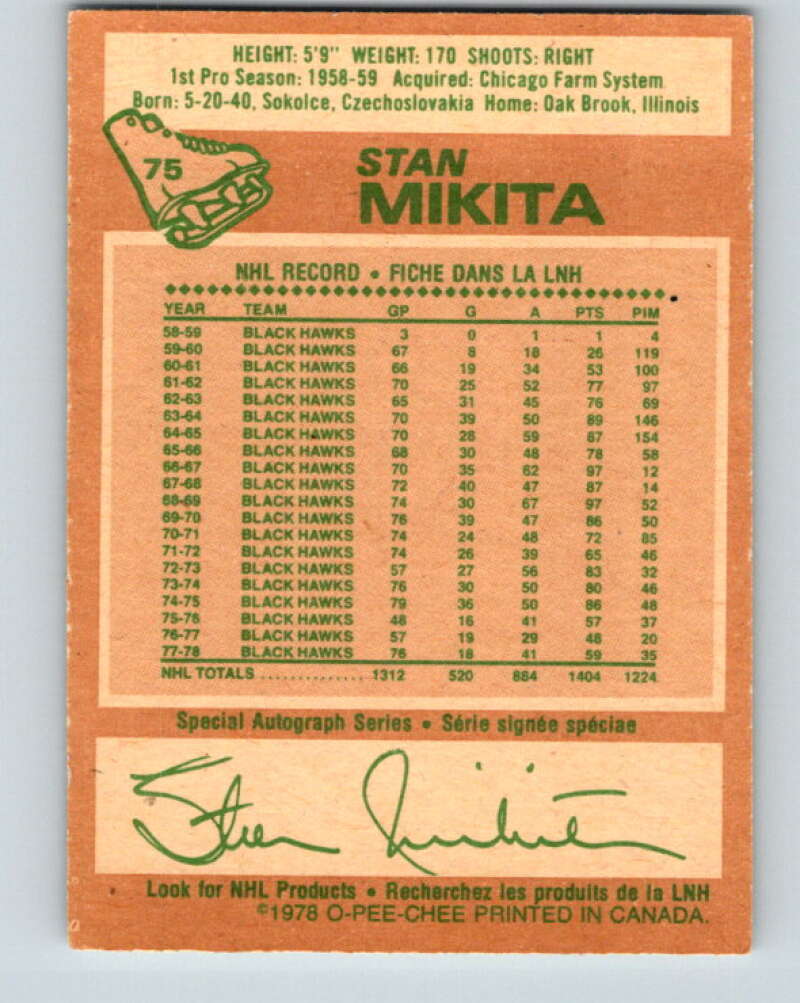 HEIGHT: 5'9" WEIGHT: 170 SHOOTS: RIGHT
1st Pro Season: 1958-59 Acquired: Chicago Farm System
Born: 5-20-40, Sokolce, Czechoslovakia Home: Oak Brook, Illinois
75
STAN
MIKITA
NHL RECORD • FICHE DANS LA LNH
YEAR TEAM GP G A PTS PIM
58-59 BLACK HAWKS 3 0 1 1 4
59-60 BLACK HAWKS 67 8 18 26 119
60-61 BLACK HAWKS 66 19 34 53 100
61-62 BLACK HAWKS 70 25 52 77 97
62-63 BLACK HAWKS 65 31 45 76 69
63-64 BLACK HAWKS 70 39 50 89 146
64-65 BLACK HAWKS 70 28 59 87 154
65-66 BLACK HAWKS 68 30 48 78 58
66-67 BLACK HAWKS 70 35 62 97 12
67-68 BLACK HAWKS 72 40 47 87 14
68-69 BLACK HAWKS 74 30 67 97 52
69-70 BLACK HAWKS 76 39 47 86 50
70-71 BLACK HAWKS 74 24 48 72 85
71-72 BLACK HAWKS 74 26 39 65 46
72-73 BLACK HAWKS 57 27 56 83 32
73-74 BLACK HAWKS 76 30 50 80 46
74-75 BLACK HAWKS 79 36 50 86 48
75-76 BLACK HAWKS 48 16 41 57 37
76-77 BLACK HAWKS 57 19 29 48 20
77-78 BLACK HAWKS 76 18 41 59 35
NHL TOTALS .............. 1312 520 884 1404 1224
Special Autograph Series • Série signée spéciae
Stan Mikita
Look for NHL Products • Recherchez les produits de la LNH
©1978 O-PEE-CHEE PRINTED IN CANADA.